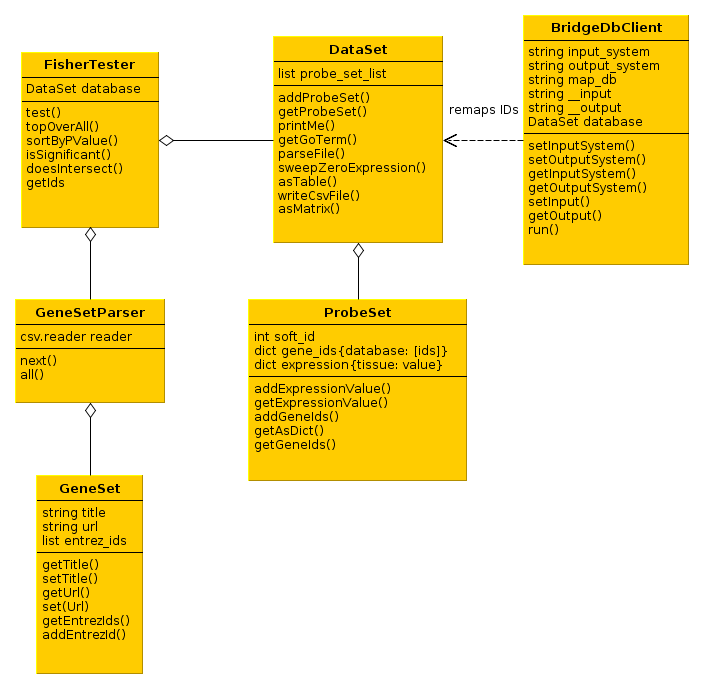 FisherTester
DataSet database
test()
topOverAll()
sortByPValue()
isSignificant()
doesIntersect()
getIds
DataSet
list probe_set_list
addProbeSet()
getProbeSet()
printMe()
getGoTerm()
parseFile()
sweepZeroExpression()
asTable()
writeCsvFile()
asMatrix()
remaps IDs
BridgeDbClient
string input_system
string output_system
string map_db
string __input
string __output
DataSet database
setInputSystem()
setOutputSystem()
getInputSystem()
getOutputSystem()
setInput()
getOutput()
run()
GeneSetParser
csv.reader reader
next()
all()
ProbeSet
int soft_id
dict gene_ids{database: [ids]}
dict expression{tissue: value}
addExpressionValue()
getExpressionValue()
addGeneIds()
getAsDict()
getGeneIds()
GeneSet
string title
string url
list entrez_ids
getTitle()
setTitle()
getUrl()
set(Url)
getEntrezIds()
addEntrezId()